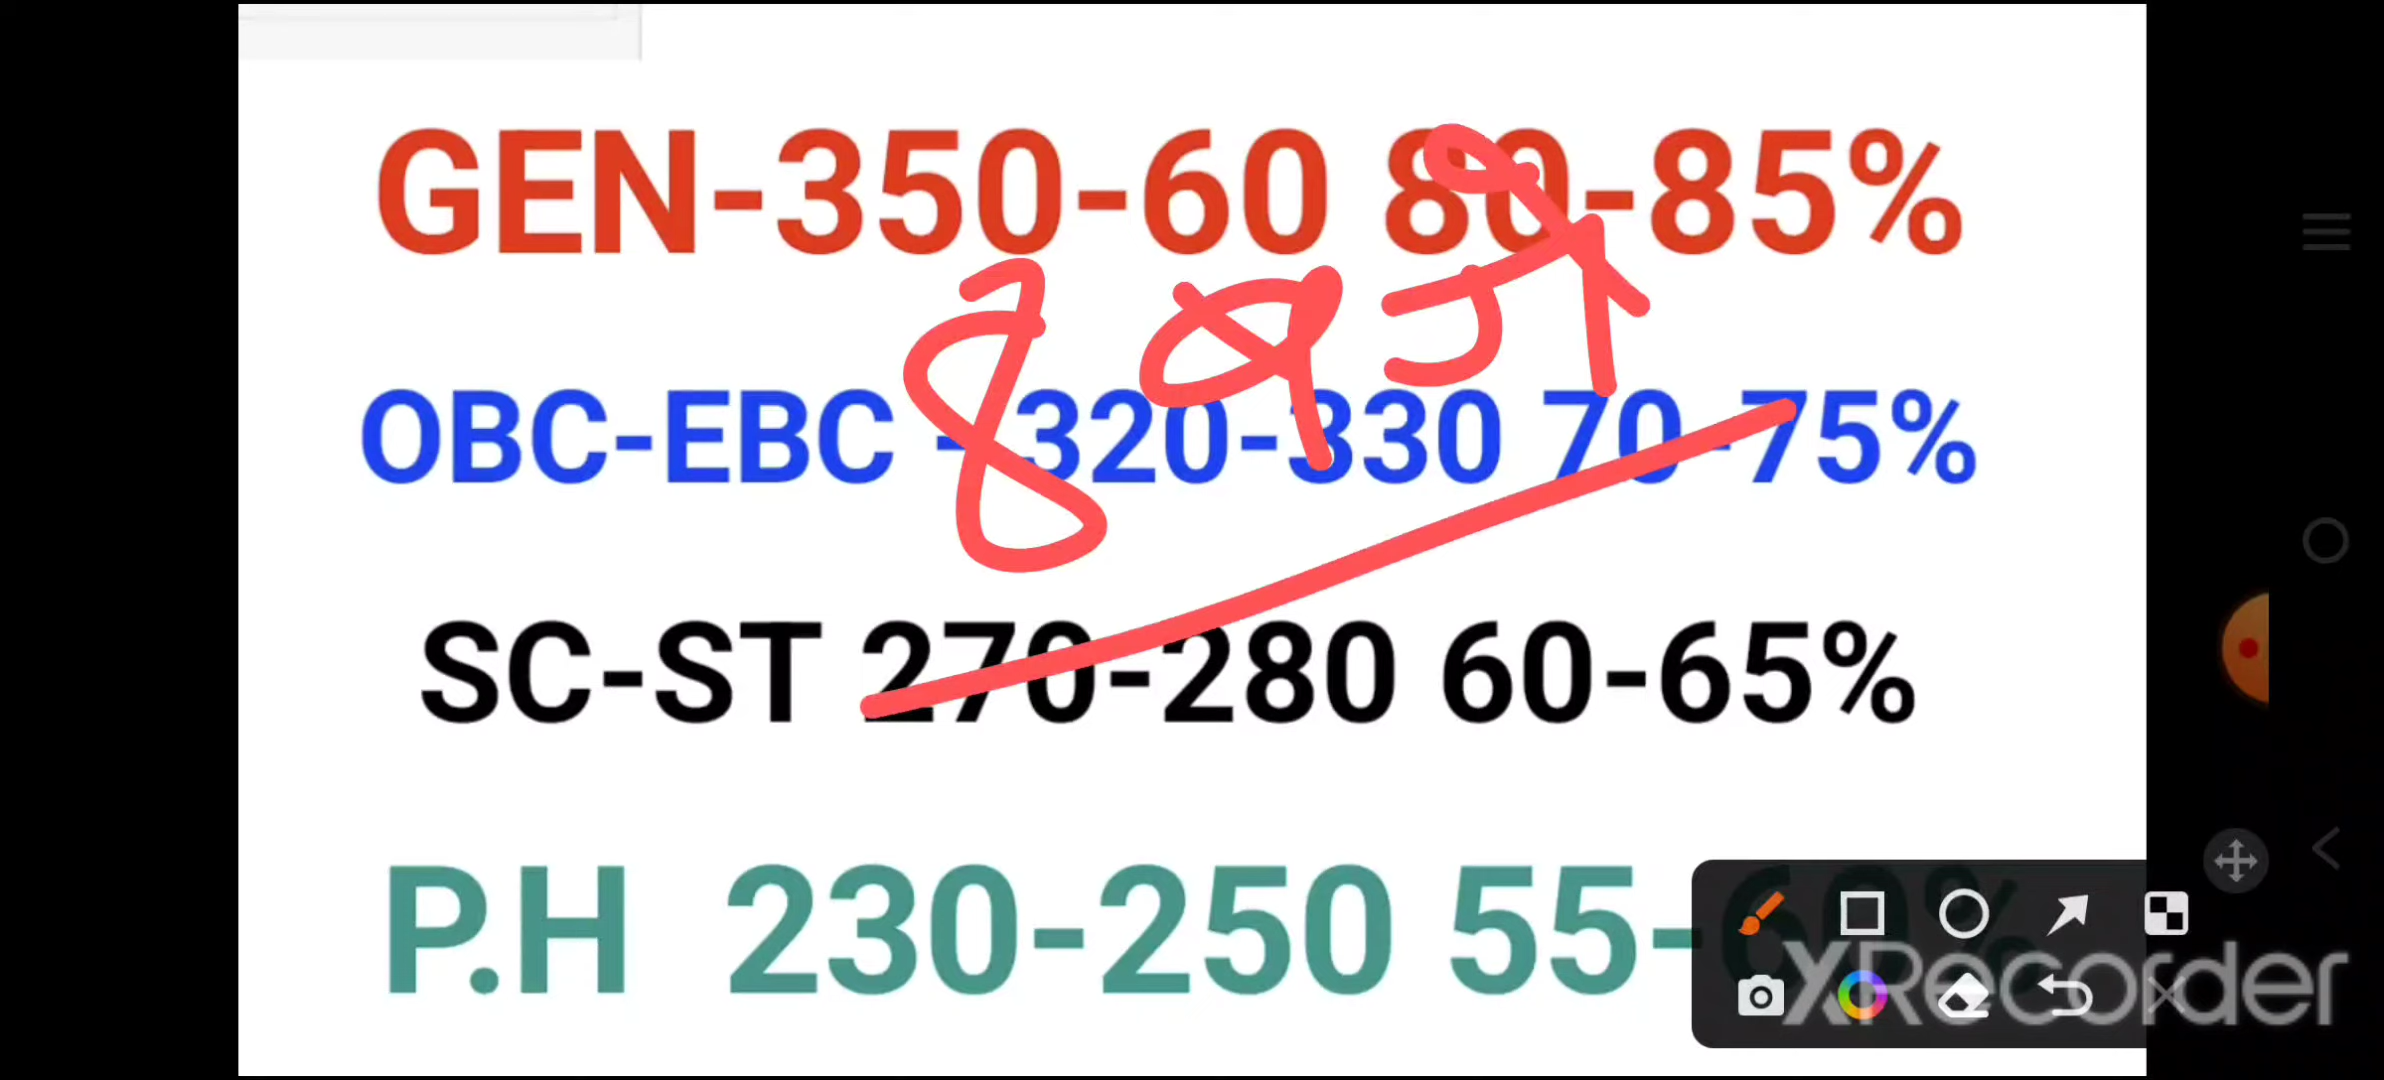 GEN-350-60 80-85%
OBC-EBC -320-330 70-75%
SC-ST 270-280 60-65%
P.H 230-250 55-60%
XRecorder